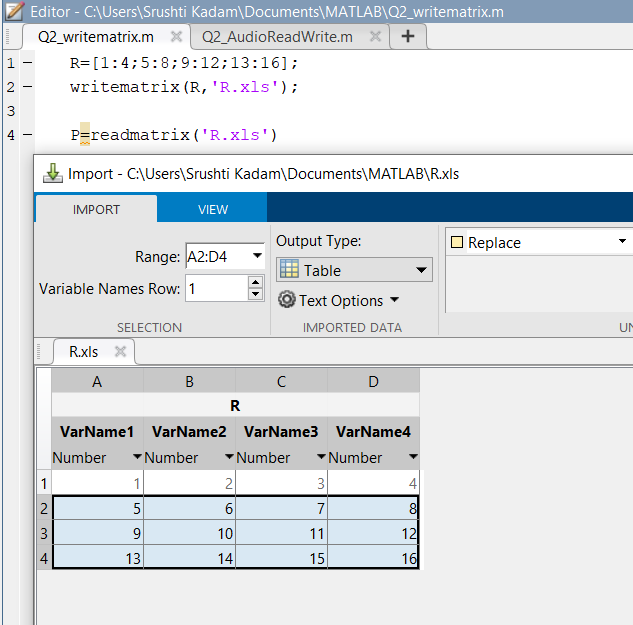 Editor - C:\Users\Srushti Kadam\Documents\MATLAB\Q2_writematrix.m
Q2_writematrix.m Q2_AudioReadWrite.m
1 R=[1:4;5:8;9:12;13:16];
2 writematrix(R,'R.xls');
3
4 P=readmatrix('R.xls')
Import - C:\Users\Srushti Kadam\Documents\MATLAB\R.xls
IMPORT VIEW
Range: A2:D4
Variable Names Row: 1
SELECTION
Output Type:
Table
Text Options
IMPORTED DATA
Replace
UN
R.xls
A B C D
R
VarName1 VarName2 VarName3 VarName4
Number Number Number Number
1 1 2 3 4
2 5 6 7 8
3 9 10 11 12
4 13 14 15 16